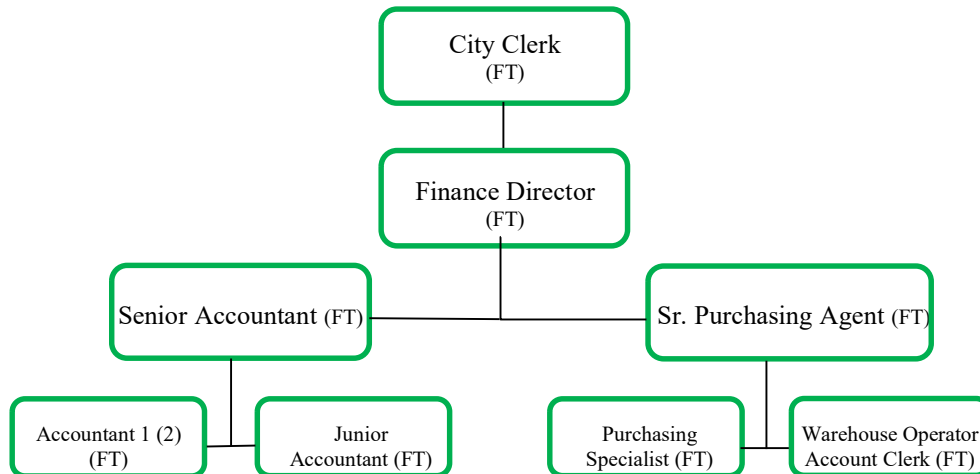 City Clerk
(FT)
Finance Director
(FT)
Senior Accountant (FT)
Sr. Purchasing Agent (FT)
Accountant 1 (2)
(FT)
Junior
Accountant (FT)
Purchasing
Specialist (FT)
Warehouse Operator
Account Clerk (FT)